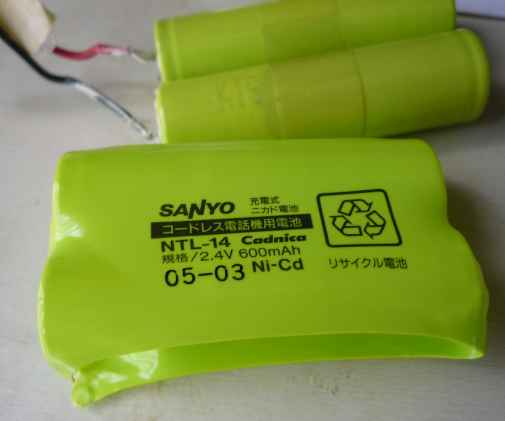 SANYO 充電式
ニカド電池
コードレス電話機用電池
NTL-14 Cadnica
規格/2.4V 600mAh
05-03 Ni-Cd
リサイクル電池